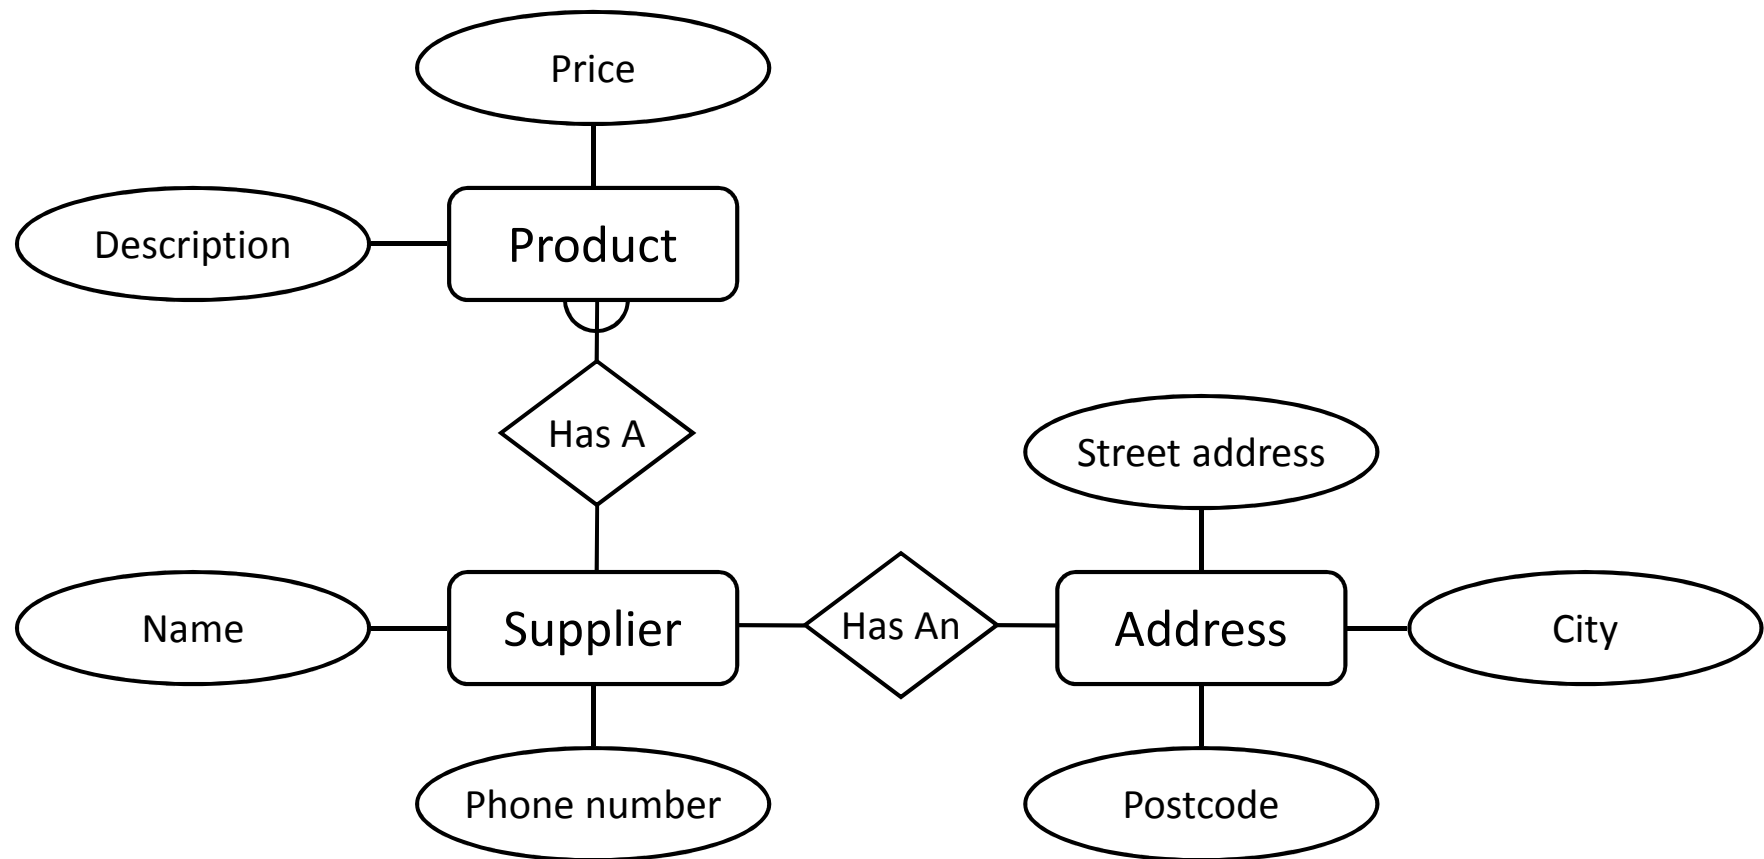 Price
Description
Product
Has A
Street address
Name
Supplier
Has An
Address
City
Phone number
Postcode